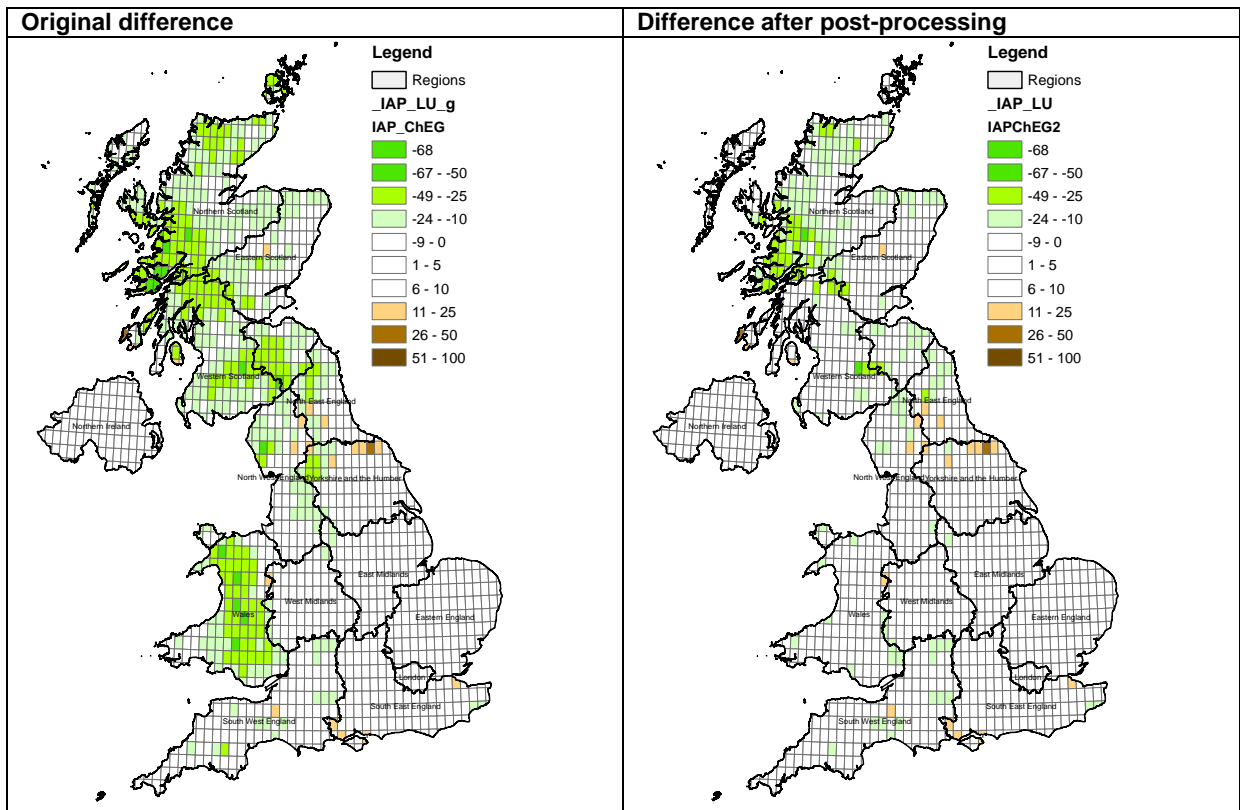 Original difference
Legend
Regions
_IAP_LU_g
IAP_ChEG
-68
-67 - -50
-49 - -25
-24 - -10
-9 - 0
1 - 5
6 - 10
11 - 25
26 - 50
51 - 100
Northern Scotland
Eastern Scotland
Western Scotland
North East England
Northern Ireland
North West England
Yorkshire and the Humber
East Midlands
West Midlands
Wales
Eastern England
London
South East England
South West England
Difference after post-processing
Legend
Regions
_IAP_LU
IAPChEG2
-68
-67 - -50
-49 - -25
-24 - -10
-9 - 0
1 - 5
6 - 10
11 - 25
26 - 50
51 - 100
Northern Scotland
Eastern Scotland
Western Scotland
North East England
Northern Ireland
North West England
Yorkshire and the Humber
East Midlands
West Midlands
Wales
Eastern England
London
South East England
South West England